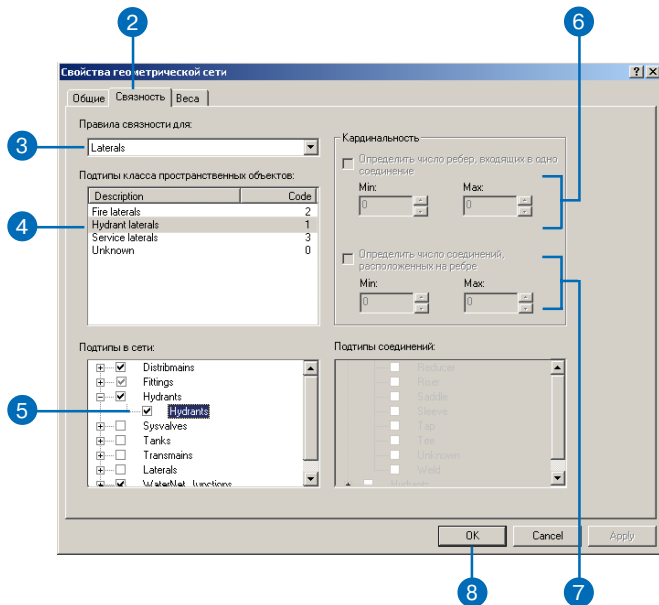 2
6
Свойства геометрической сети
Общие Связность Веса
3
Правила связности для:
Laterals
Кардинальность
Определить число ребер, входящих в одно соединение
Min: Max:
0 0
Подтипы класса пространственных объектов:
Description Code
Fire laterals 2
4
Hydrant laterals 1
Service laterals 3
Unknown 0
Определить число соединений, расположенных на ребре
Min: Max:
0 0
Подтипы в сети:
Distribmains
Fittings
Hydrants
5
Hydrants
Sysvalves
Tanks
Transmains
Laterals
WaterNet_Junctions
Подтипы соединений:
Reducer
Riser
Saddle
Sleeve
Tap
Tee
Unknown
Weld
Hydrants
OK Cancel Apply
8
7